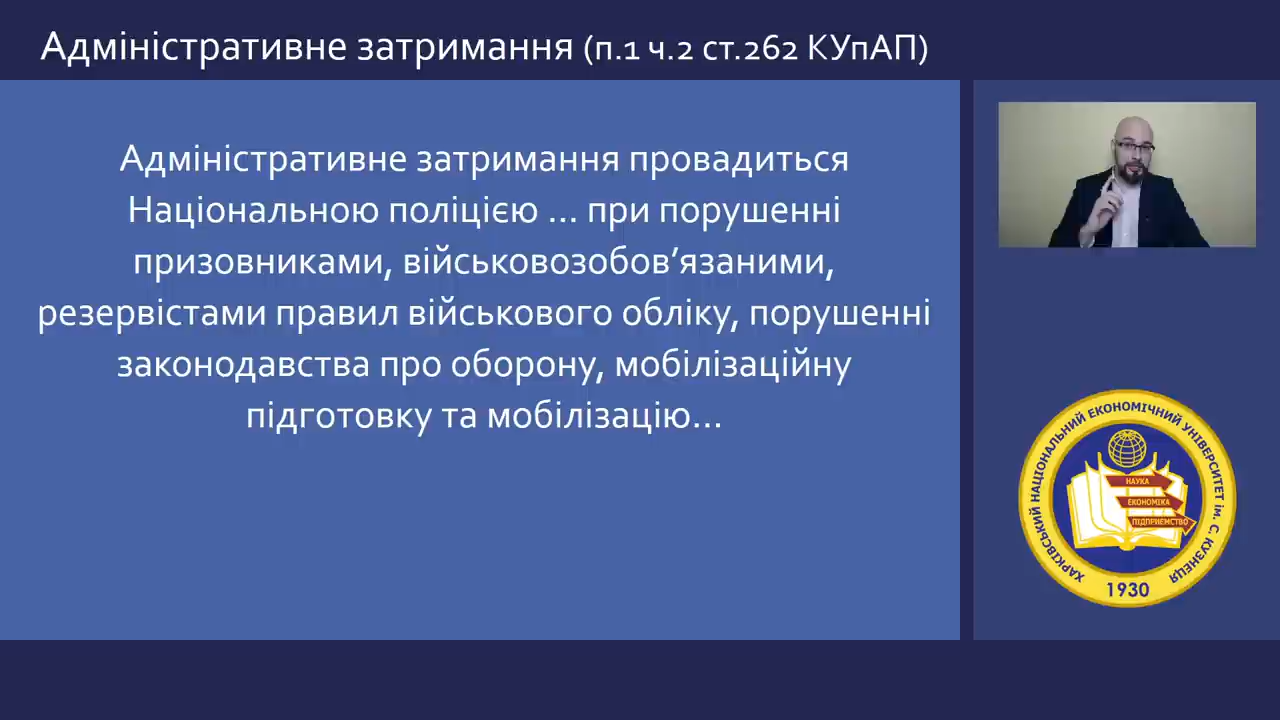 Адміністративне затримання (п.1 ч.2 ст.262 КУпАП)
Адміністративне затримання провадиться
Національною поліцією ... при порушенні
призовниками, військовозобов’язаними,
резервістами правил військового обліку, порушенні
законодавства про оборону, мобілізаційну
підготовку та мобілізацію...
ХАРКІВСЬКИЙ НАЦІОНАЛЬНИЙ ЕКОНОМІЧНИЙ УНІВЕРСИТЕТ ім. С. КУЗНЕЦЯ
НАУКА
ЕКОНОМІКА
ПІДПРИЄМСТВО
1930